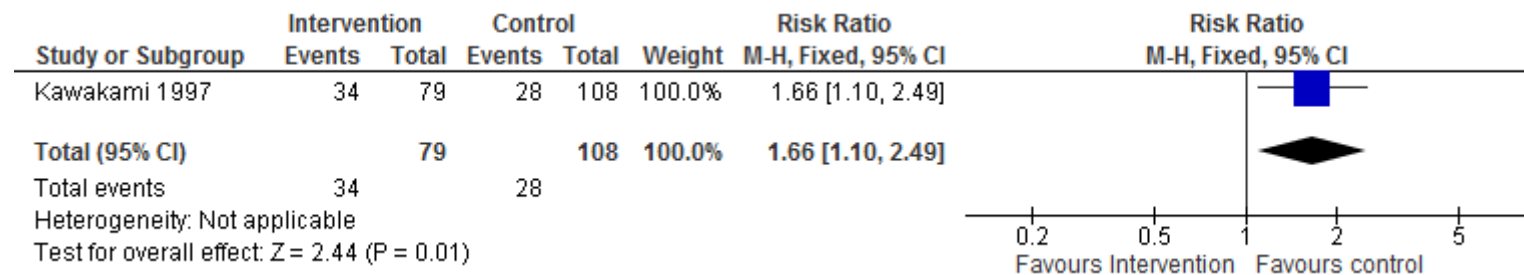 Intervention Control Risk Ratio Risk Ratio
Study or Subgroup Events Total Events Total Weight M-H, Fixed, 95% CI M-H, Fixed, 95% CI
Kawakami 1997 34 79 28 108 100.0% 1.66 [1.10, 2.49]
Total (95% CI) 79 108 100.0% 1.66 [1.10, 2.49]
Total events 34 28
Heterogeneity: Not applicable
Test for overall effect: Z = 2.44 (P = 0.01)
0.2 0.5 1 2 5
Favours Intervention Favours control